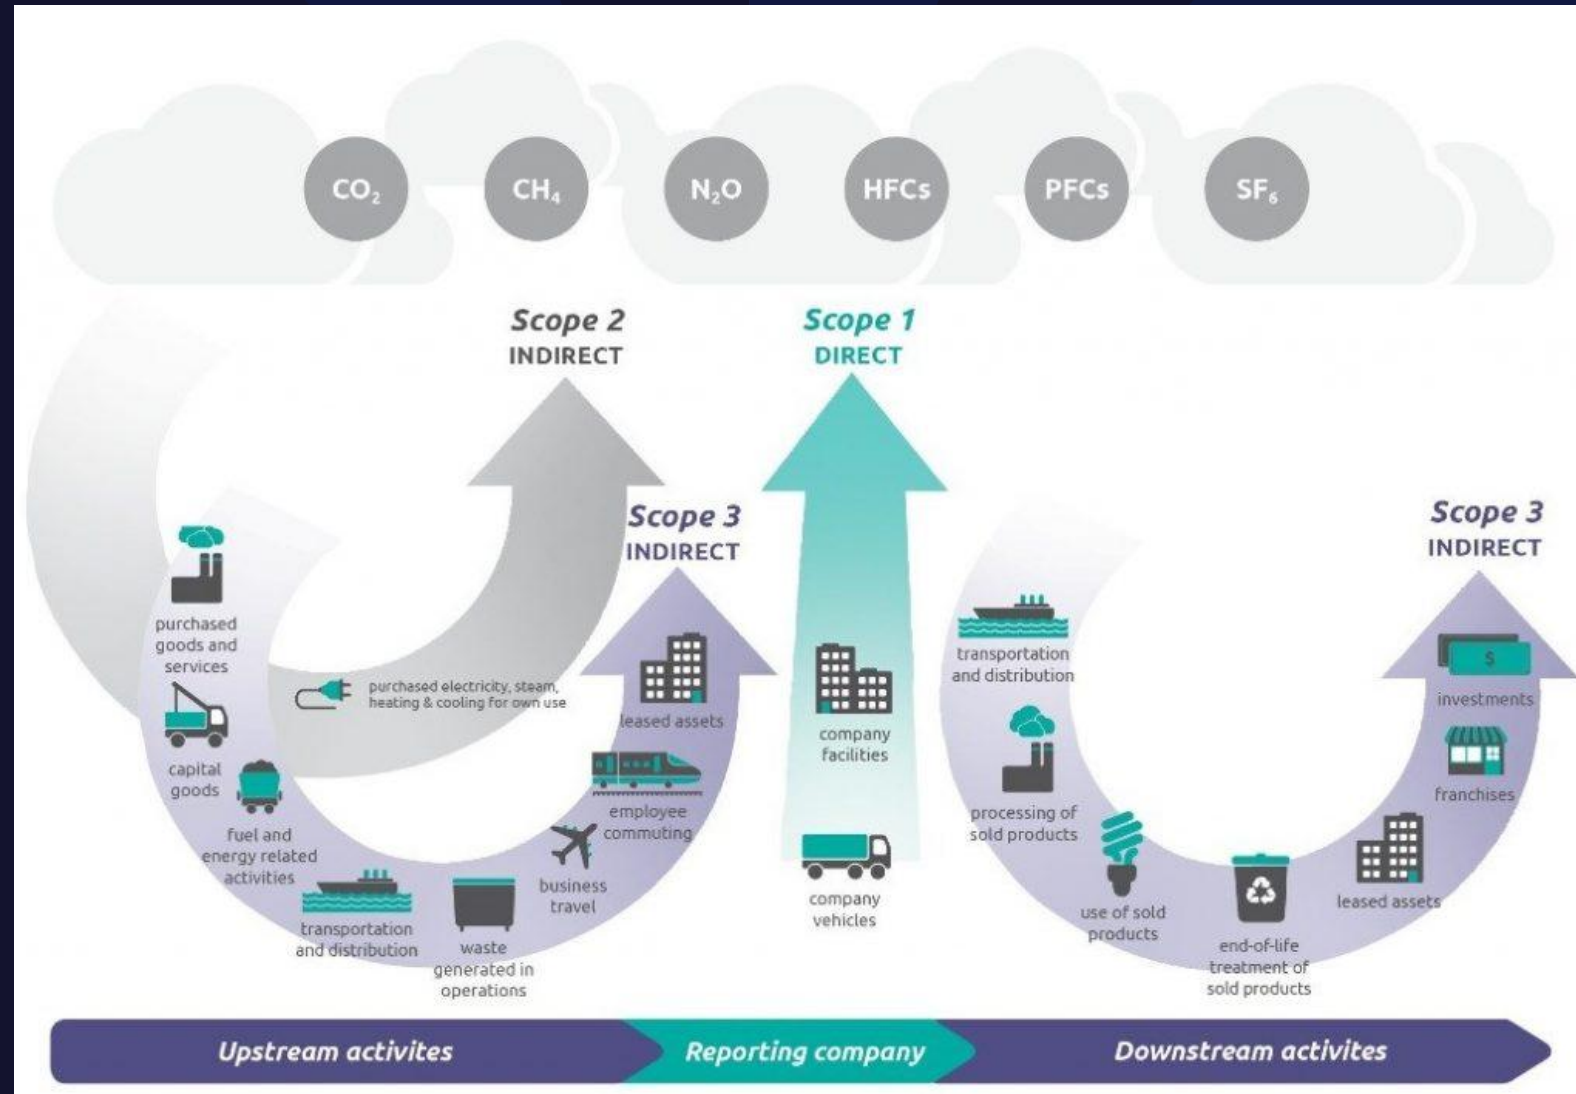 CO₂
CH₄
N₂O
HFCs
PFCs
SF₆
Scope 2
INDIRECT
Scope 1
DIRECT
Scope 3
INDIRECT
Scope 3
INDIRECT
purchased
goods and
services
capital
goods
fuel and
energy related
activities
transportation
and distribution
waste
generated in
operations
business
travel
employee
commuting
leased assets
purchased electricity, steam,
heating & cooling for own use
company
facilities
company
vehicles
transportation
and distribution
processing of
sold products
use of sold
products
end-of-life
treatment of
sold products
leased assets
franchises
$
investments
Upstream activites
Reporting company
Downstream activites